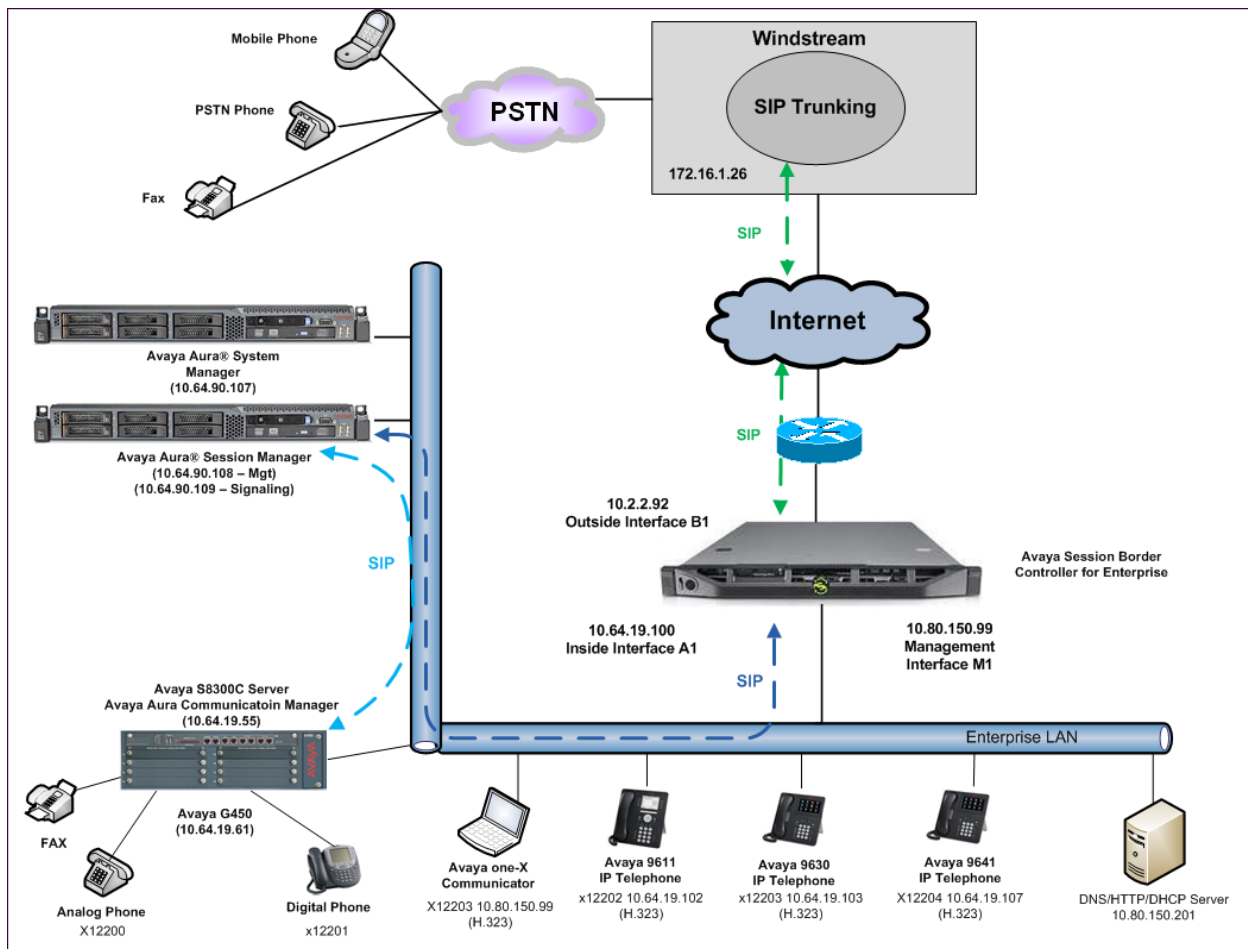 Mobile Phone
PSTN Phone
Fax
PSTN
Windstream
SIP Trunking
172.16.1.26
SIP
Internet
SIP
Avaya Aura® System
Manager
(10.64.90.107)
Avaya Aura® Session Manager
(10.64.90.108 – Mgt)
(10.64.90.109 – Signaling)
SIP
10.2.2.92
Outside Interface B1
Avaya Session Border
Controller for Enterprise
10.64.19.100
Inside Interface A1
10.80.150.99
Management
Interface M1
SIP
Avaya S8300C Server
Avaya Aura Communicatoin Manager
(10.64.19.55)
AVAYA
Enterprise LAN
Avaya G450
(10.64.19.61)
FAX
Analog Phone
X12200
Digital Phone
x12201
Avaya one-X
Communicator
X12203 10.80.150.99
(H.323)
Avaya 9611
IP Telephone
x12202 10.64.19.102
(H.323)
Avaya 9630
IP Telephone
x12203 10.64.19.103
(H.323)
Avaya 9641
IP Telephone
X12204 10.64.19.107
(H.323)
DNS/HTTP/DHCP Server
10.80.150.201